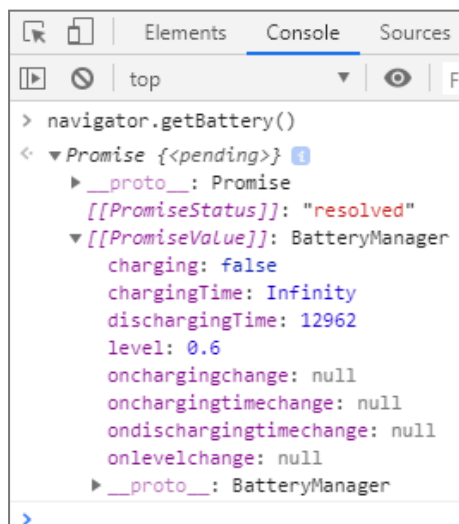 Elements Console Sources
top F
> navigator.getBattery()
Promise {<pending>} i
__proto__: Promise
[[PromiseStatus]]: "resolved"
[[PromiseValue]]: BatteryManager
charging: false
chargingTime: Infinity
dischargingTime: 12962
level: 0.6
onchargingchange: null
onchargingtimechange: null
ondischargingtimechange: null
onlevelchange: null
__proto__: BatteryManager
>